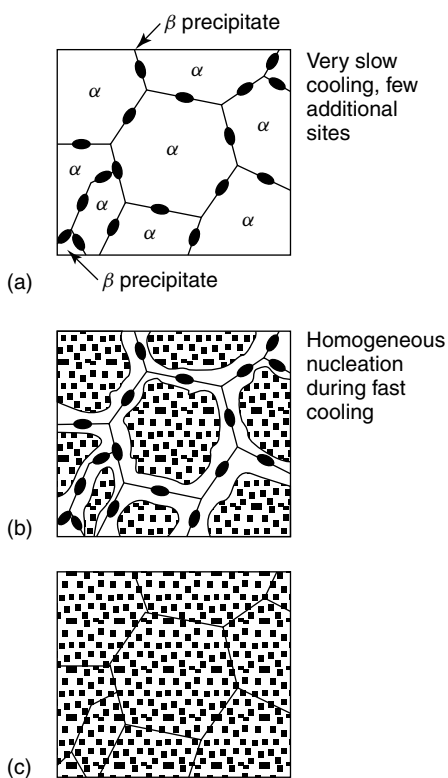 β precipitate
α
α
Very slow
cooling, few
additional
sites
α
α
α
α
α
β precipitate
(a)
Homogeneous
nucleation
during fast
cooling
(b)
(c)